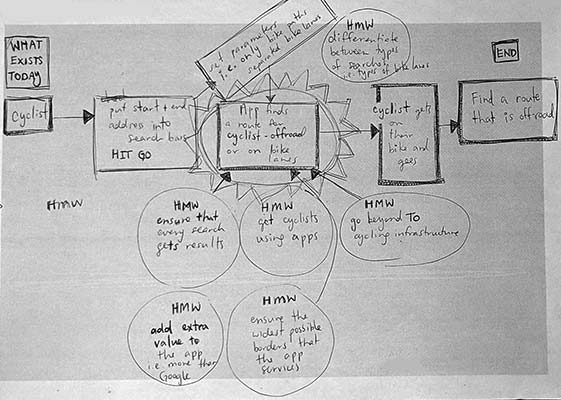 WHAT
EXISTS
TODAY
set parameters
i.e. only bike paths
separated bike lanes
HMW
differentiate
between types
of searches
i.e. types of bike lanes
END
cyclist
put start + end
address into
search bars
HIT GO
App finds
a route for
cyclist - offroad
or on bike
lanes
cyclist gets
on
their
bike and
goes
Find a route
that is offroad
HMW
HMW
ensure that
every search
gets results
HMW
get cyclists
using apps
HMW
go beyond TO
cycling infrastructure
HMW
add extra
value to
the app
i.e. more than
Google
HMW
ensure the
widest possible
borders that
the app
services